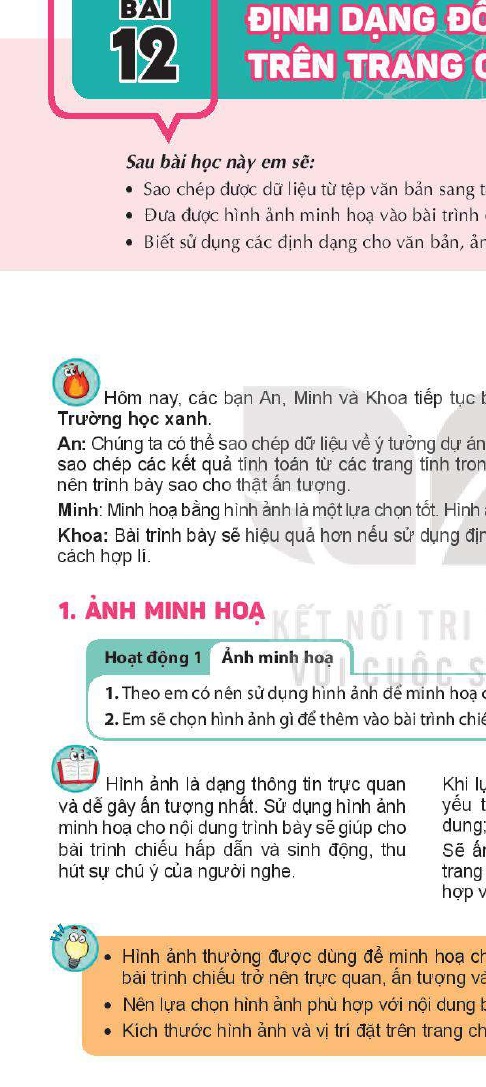 BÀI
12
ĐỊNH DẠNG ĐỐ
TRÊN TRANG
Sau bài học này em sẽ:
• Sao chép được dữ liệu từ tệp văn bản sang t
• Đưa được hình ảnh minh hoạ vào bài trình
• Biết sử dụng các định dạng cho văn bản, ản
Hôm nay, các bạn An, Minh và Khoa tiếp tục
Trường học xanh.
An: Chúng ta có thể sao chép dữ liệu về ý tưởng dự án
sao chép các kết quả tính toán từ các trang tính tron
nên trình bày sao cho thật ấn tượng.
Minh: Minh hoạ bằng hình ảnh là một lựa chọn tốt. Hình
Khoa: Bài trình bày sẽ hiệu quả hơn nếu sử dụng địn
cách hợp lí.
1. ẢNH MINH HOẠ
KẾT NỐI TRI
VỚI CUỘC S
Hoạt động 1 Ảnh minh hoạ
1. Theo em có nên sử dụng hình ảnh để minh hoạ
2. Em sẽ chọn hình ảnh gì để thêm vào bài trình chiế
Hình ảnh là dạng thông tin trực quan
và dễ gây ấn tượng nhất. Sử dụng hình ảnh
minh hoạ cho nội dung trình bày sẽ giúp cho
bài trình chiếu hấp dẫn và sinh động, thu
hút sự chú ý của người nghe.
Khi lự
yếu t
dung;
Sẽ ấn
trang
hợp v
• Hình ảnh thường được dùng để minh hoạ ch
bài trình chiếu trở nên trực quan, ấn tượng và
• Nên lựa chọn hình ảnh phù hợp với nội dung b
• Kích thước hình ảnh và vị trí đặt trên trang ch